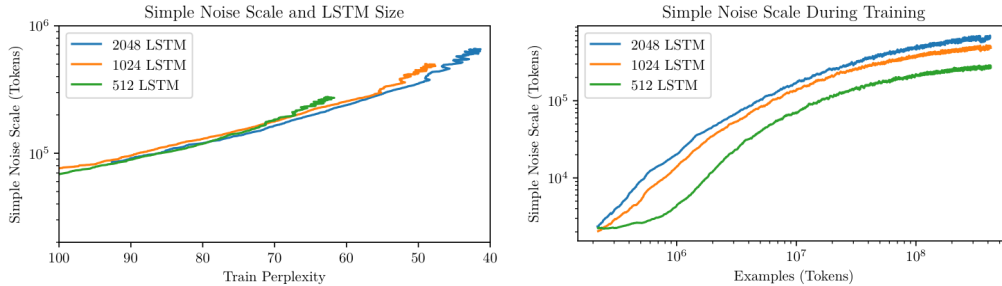 Simple Noise Scale and LSTM Size
Simple Noise Scale (Tokens)
10^6
10^5
2048 LSTM
1024 LSTM
512 LSTM
100 90 80 70 60 50 40
Train Perplexity
Simple Noise Scale During Training
Simple Noise Scale (Tokens)
10^5
10^4
2048 LSTM
1024 LSTM
512 LSTM
10^6 10^7 10^8
Examples (Tokens)